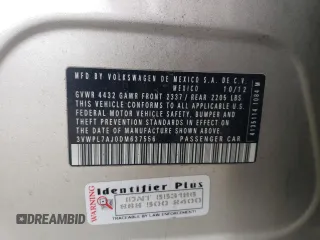 MFD BY VOLKSWAGEN DE MEXICO S.A. DE C.V.
MEXICO 10/12
GVWR 4432 GAWR FRONT 2337 / REAR 2205 LBS
THIS VEHICLE CONFORMS TO ALL APPLICABLE
FEDERAL MOTOR VEHICLE SAFETY, BUMPER AND
THEFT PREVENTION STANDARDS IN EFFECT ON
THE DATE OF MANUFACTURE SHOWN ABOVE.
3VWPL7AJ0DM637556 PASSENGER CAR
WARNING
Identifier Plus
DNT
AutoBidMaster